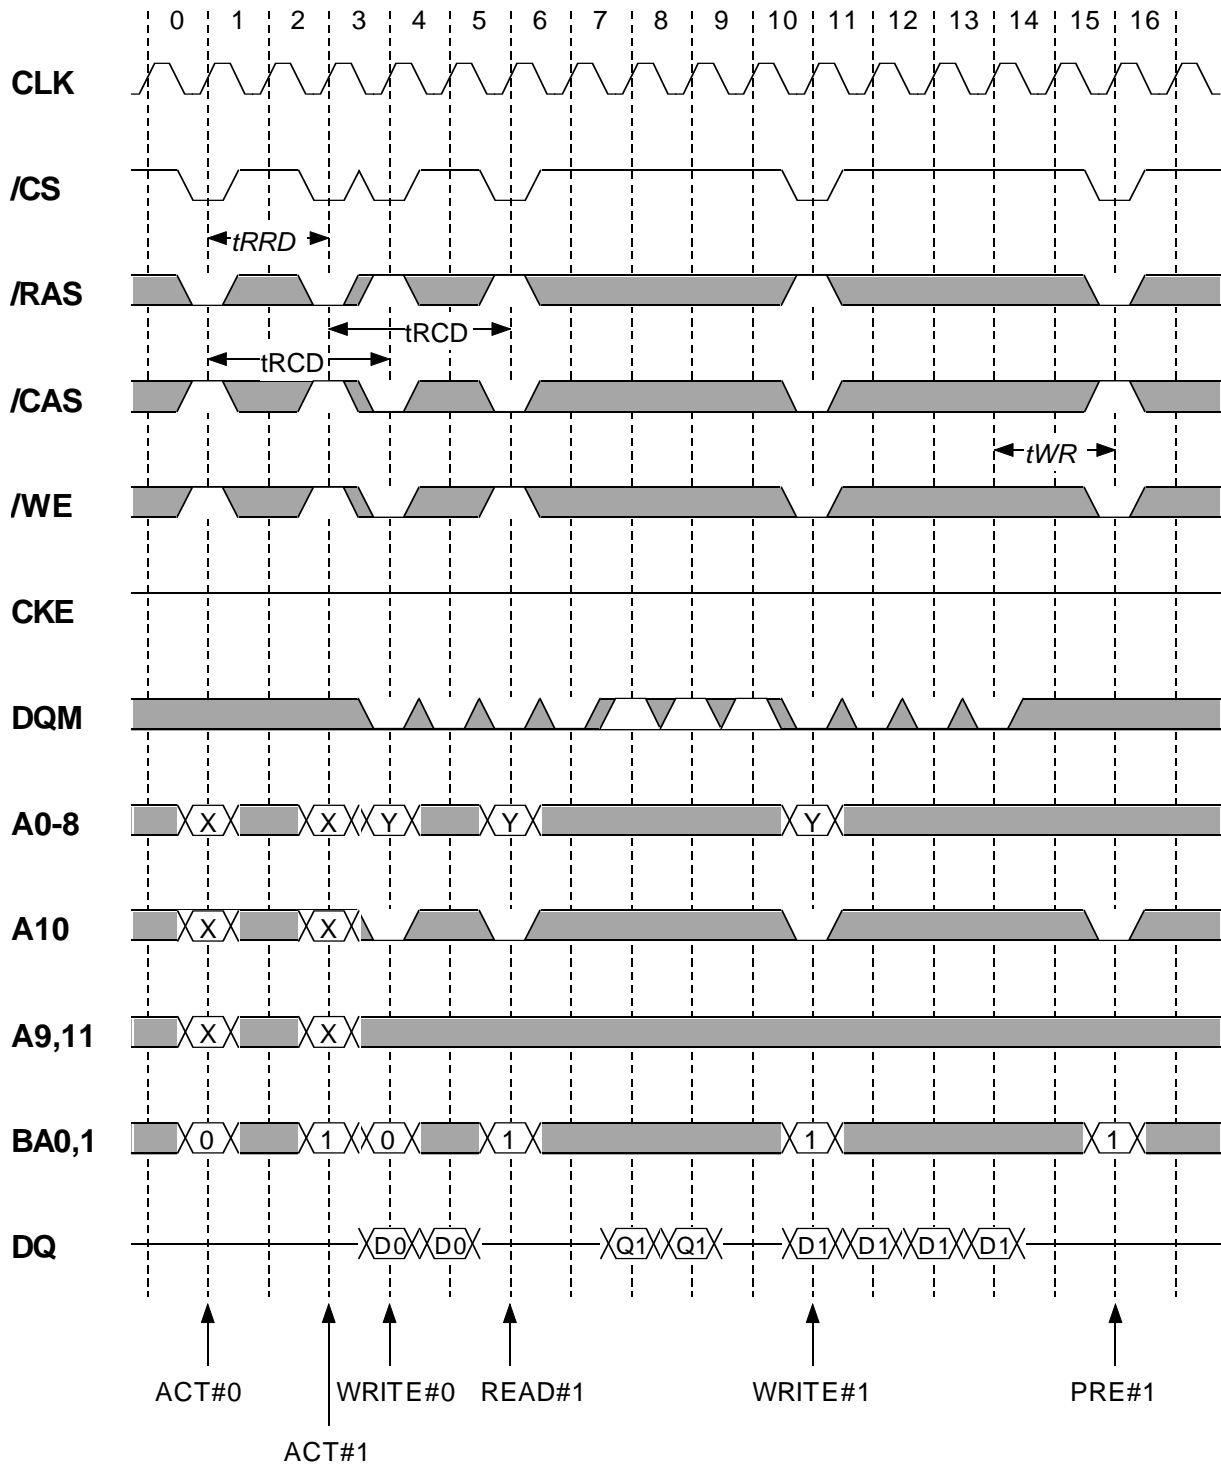 0 1 2 3 4 5 6 7 8 9 10 11 12 13 14 15 16
CLK
/CS
tRRD
/RAS
tRCD
tRCD
/CAS
tWR
/WE
CKE
DQM
A0-8 X X Y Y Y
A10 X X
A9,11 X X
BA0,1 0 1 0 1 1 1
DQ D0 D0 Q1 Q1 D1 D1 D1 D1
ACT#0 WRITE#0 READ#1 WRITE#1 PRE#1
ACT#1